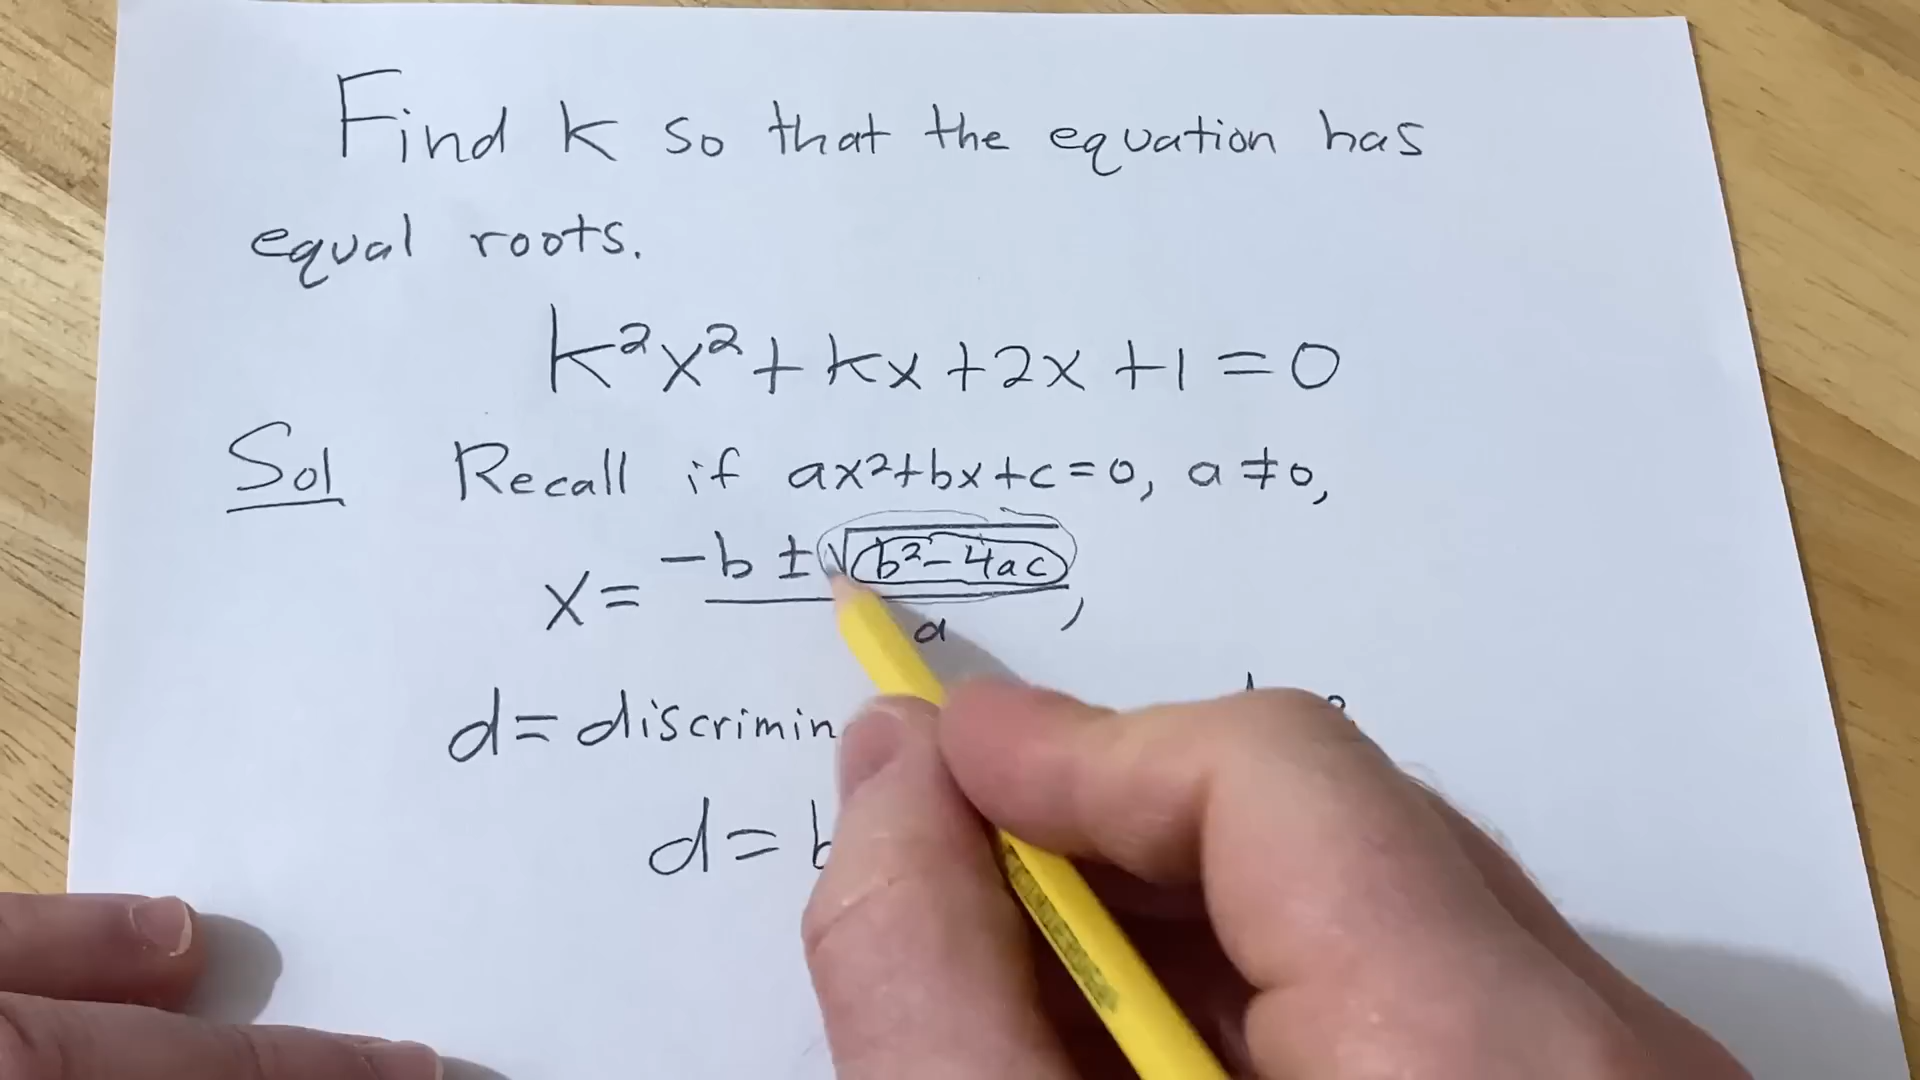 Find k so that the equation has
equal roots.
k²x² + kx + 2x + 1 = 0
Sol Recall if ax²+bx+c=0, a≠0,
x = -b ± √(b²-4ac) / a,
d = discrimin
d = b